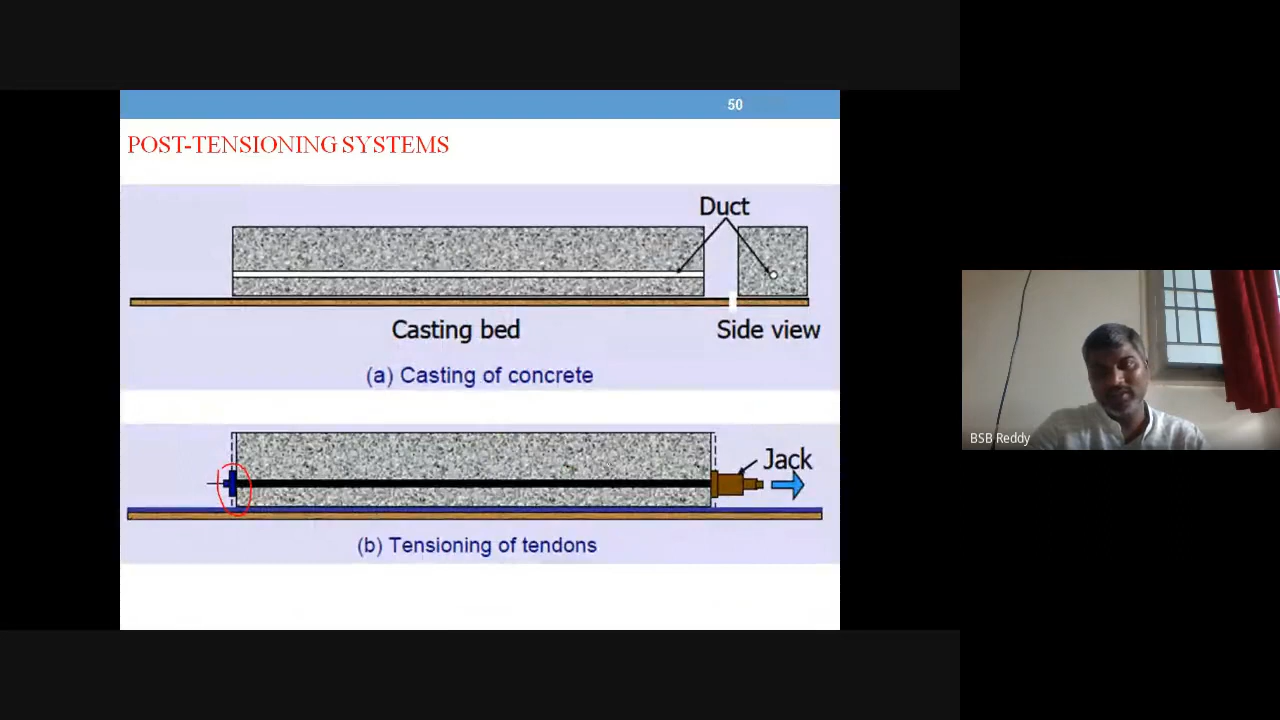 50
POST-TENSIONING SYSTEMS
Duct
Casting bed
Side view
(a) Casting of concrete
Jack
(b) Tensioning of tendons
BSB Reddy